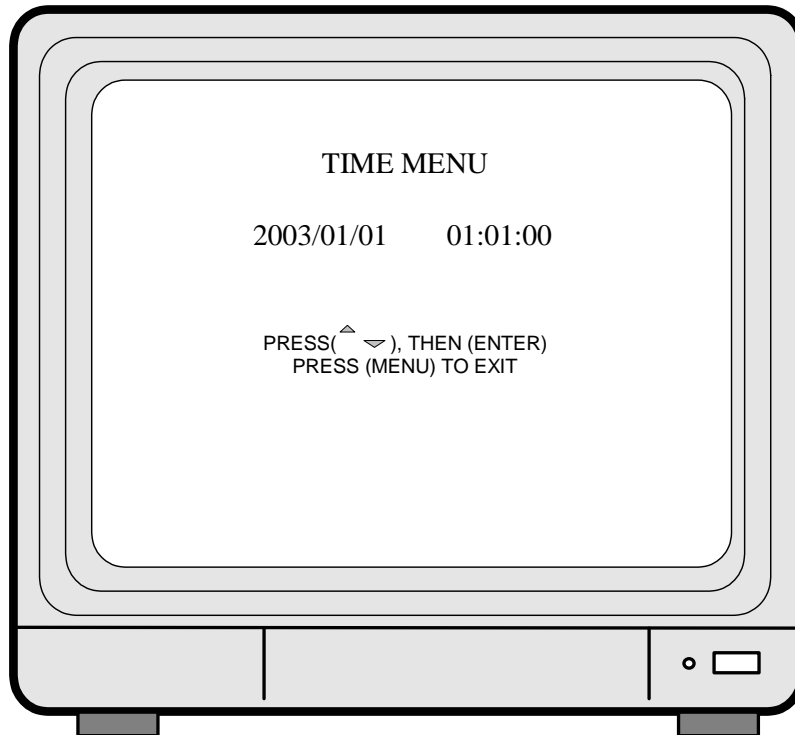 TIME MENU
2003/01/01 01:01:00
PRESS( ), THEN (ENTER)
PRESS (MENU) TO EXIT